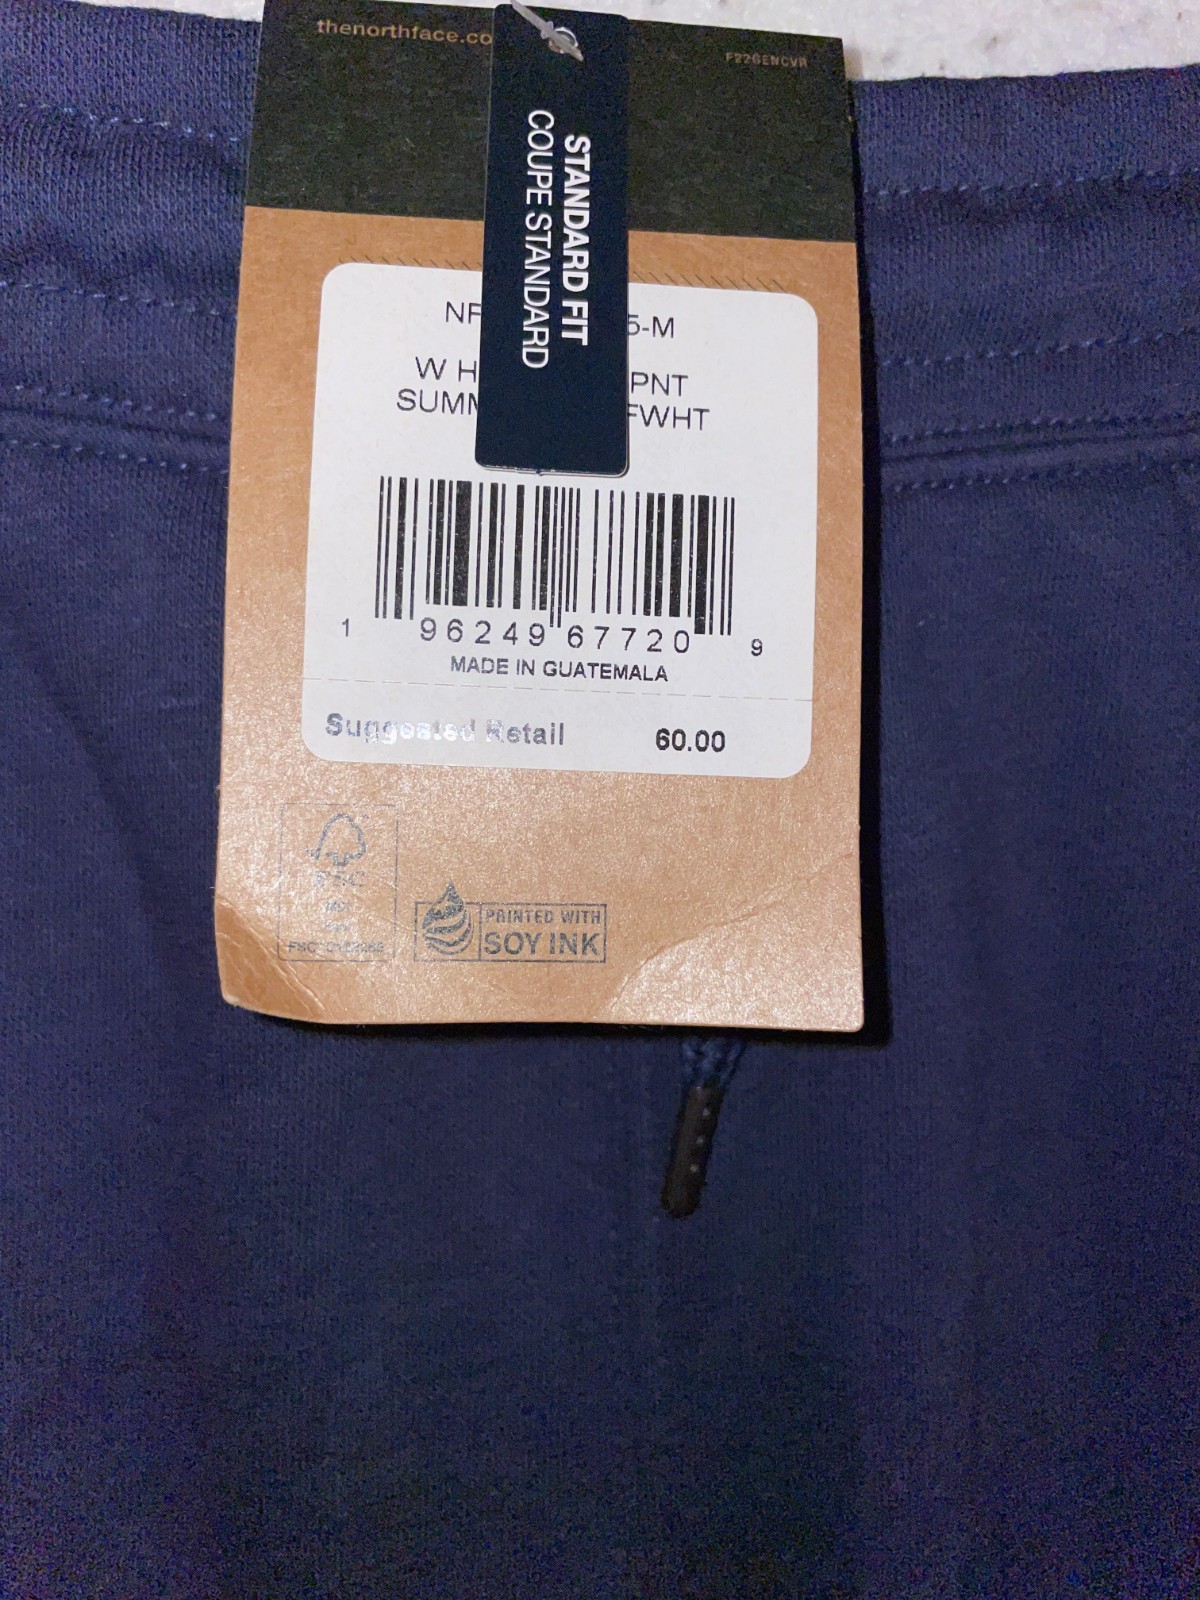 thenorthface.co
F22GENCVR
STANDARD FIT
COUPE STANDARD
NF 5-M
W H PNT
SUMM FWHT
1 96249 67720 9
MADE IN GUATEMALA
Suggested Retail 60.00
FSC
PRINTED WITH
SOY INK